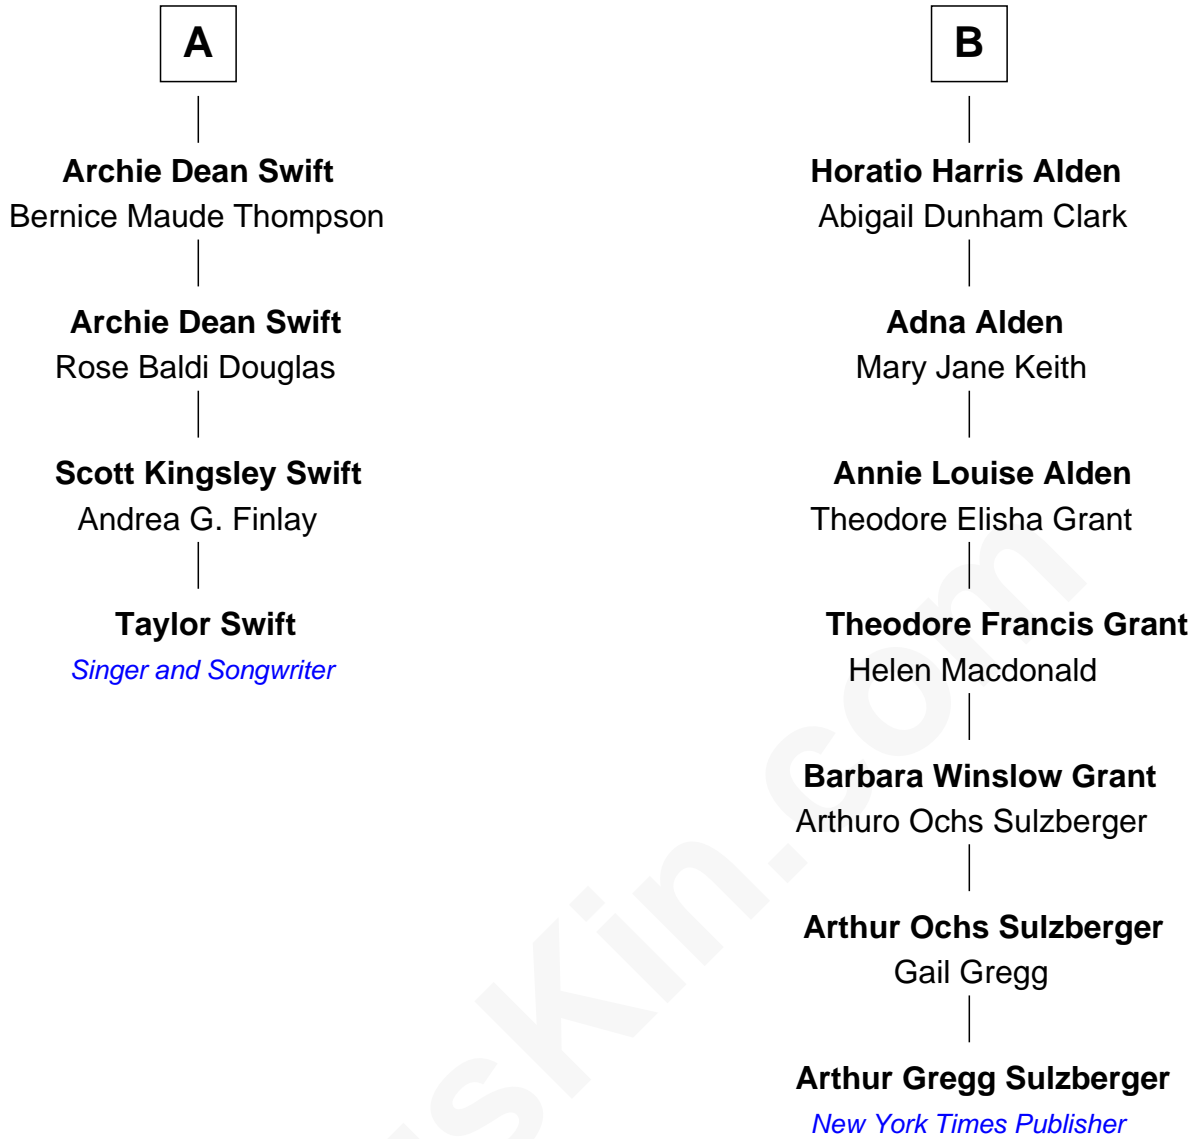 A
Archie Dean Swift
Bernice Maude Thompson
Archie Dean Swift
Rose Baldi Douglas
Scott Kingsley Swift
Andrea G. Finlay
Taylor Swift
Singer and Songwriter
B
Horatio Harris Alden
Abigail Dunham Clark
Adna Alden
Mary Jane Keith
Annie Louise Alden
Theodore Elisha Grant
Theodore Francis Grant
Helen Macdonald
Barbara Winslow Grant
Arthuro Ochs Sulzberger
Arthur Ochs Sulzberger
Gail Gregg
Arthur Gregg Sulzberger
New York Times Publisher
sKin.com